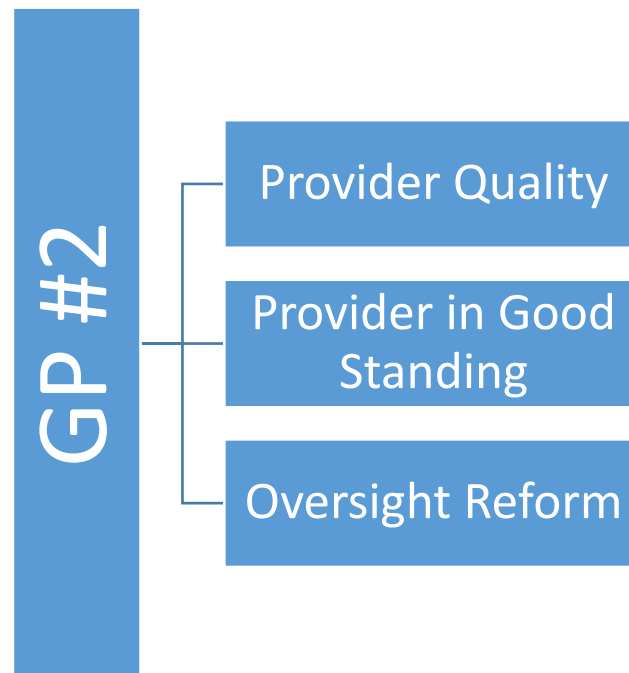 GP #2
Provider Quality
Provider in Good
Standing
Oversight Reform